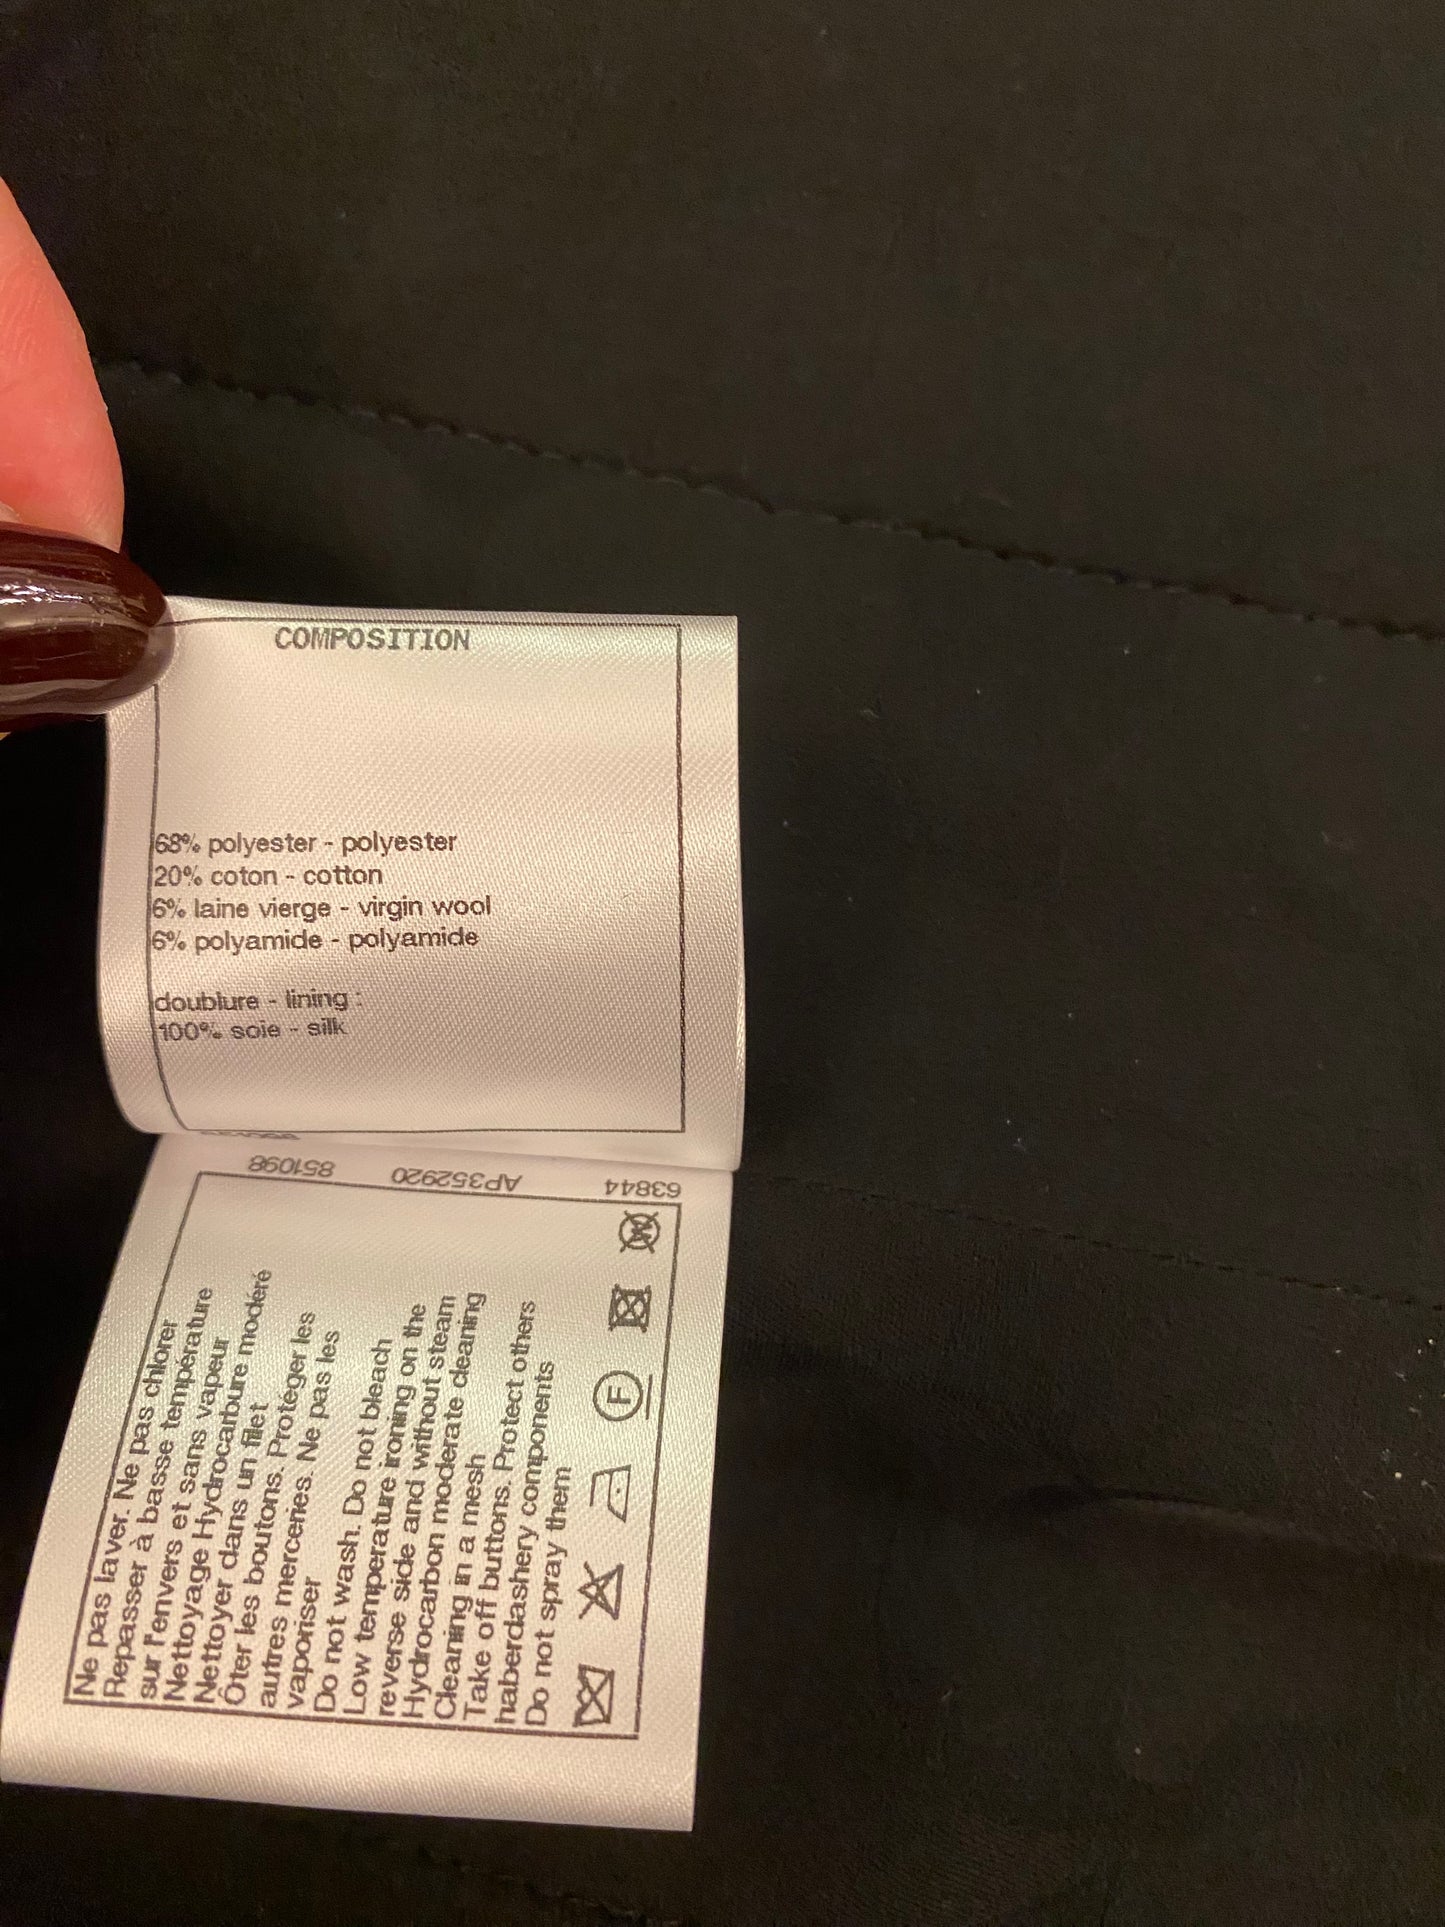 COMPOSITION
68% polyester - polyester
20% coton - cotton
6% laine vierge - virgin wool
6% polyamide - polyamide
doublure - lining :
100% soie - silk
63844 AP352920 851098
Ne pas laver. Ne pas chlorer
Repasser à basse température
sur l'envers et sans vapeur
Nettoyage Hydrocarbure modéré
Nettoyer dans un filet
Ôter les boutons. Protéger les
autres merceries. Ne pas les
vaporiser
Do not wash. Do not bleach
Low temperature ironing on the
reverse side and without steam
Hydrocarbon moderate cleaning
Cleaning in a mesh
Take off buttons. Protect others
haberdashery components
Do not spray them
F
W